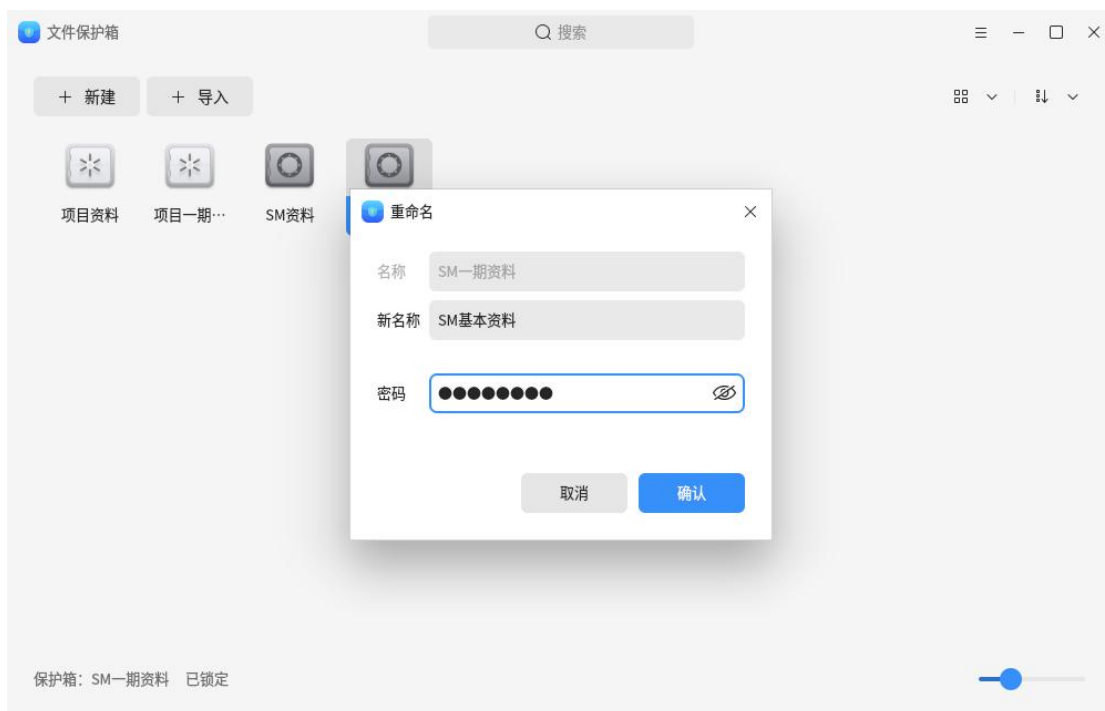 文件保护箱
搜索
新建
导入
项目资料
项目一期…
SM资料
重命名
名称 SM一期资料
新名称 SM基本资料
密码 ●●●●●●●●
取消 确认
保护箱：SM一期资料 已锁定